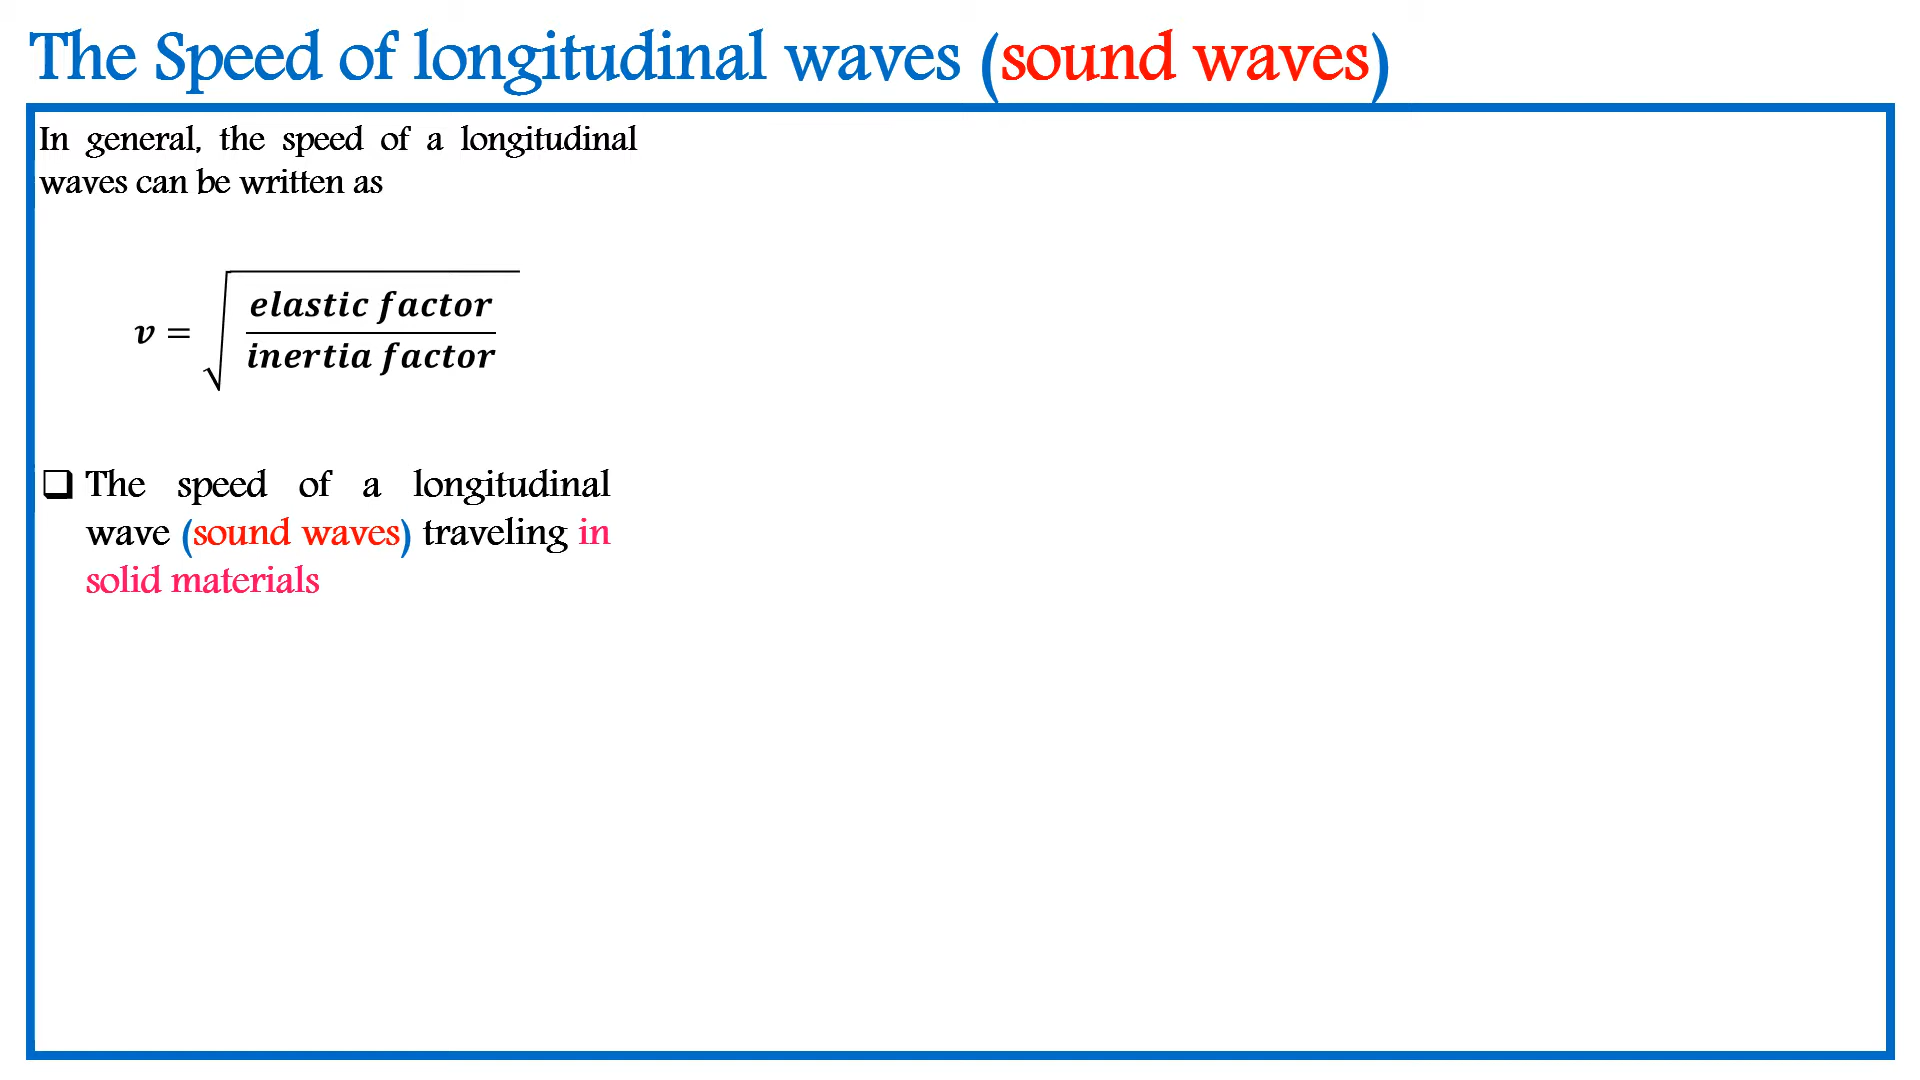 The Speed of longitudinal waves (sound waves)
In general, the speed of a longitudinal
waves can be written as
v = √(elastic factor / inertia factor)
❑ The speed of a longitudinal
wave (sound waves) traveling in
solid materials